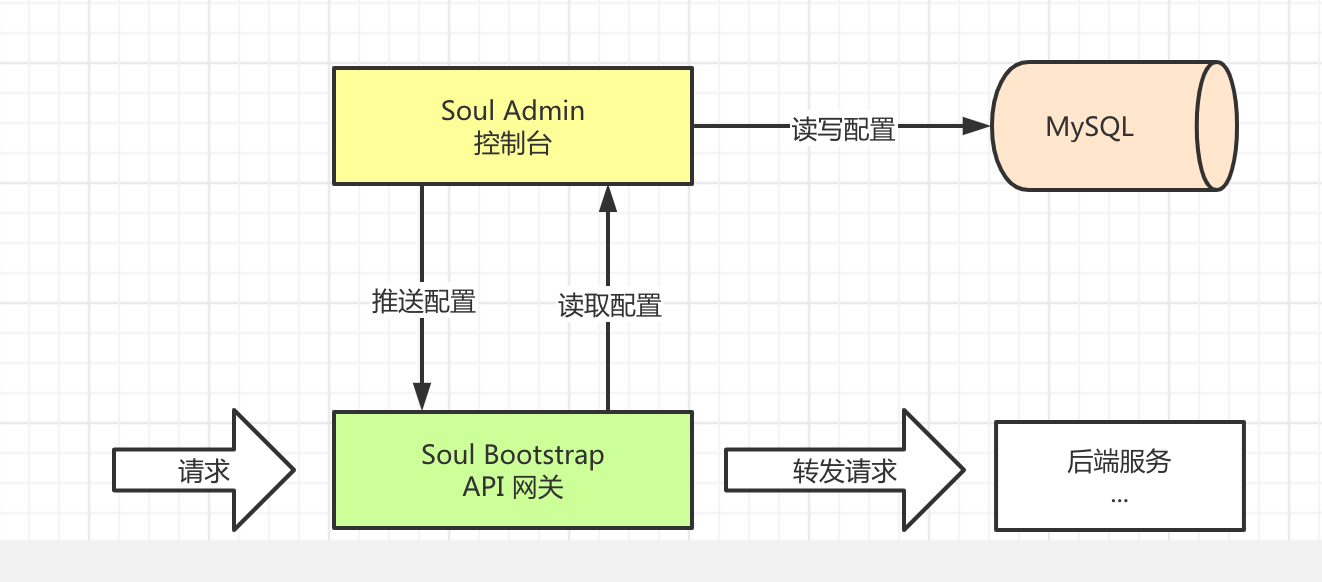 Soul Admin
控制台
读写配置
MySQL
推送配置
读取配置
请求
Soul Bootstrap
API 网关
转发请求
后端服务
...